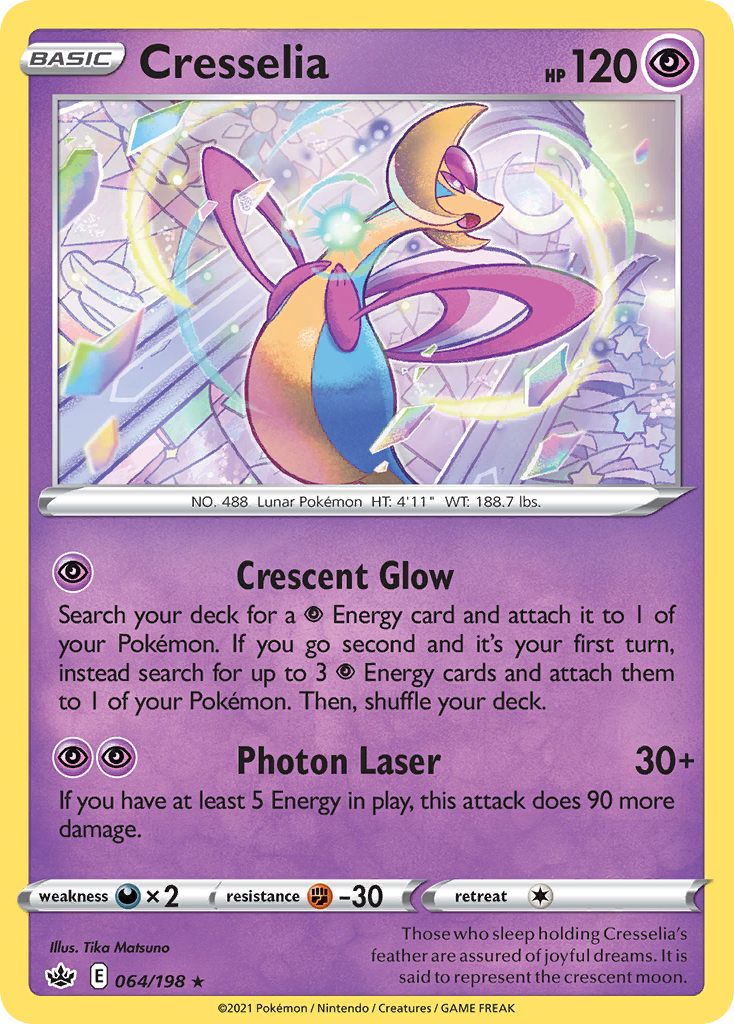 BASIC Cresselia HP 120
NO. 488 Lunar Pokémon HT: 4'11" WT: 188.7 lbs.
Crescent Glow
Search your deck for a Energy card and attach it to 1 of
your Pokémon. If you go second and it's your first turn,
instead search for up to 3 Energy cards and attach them
to 1 of your Pokémon. Then, shuffle your deck.
Photon Laser 30+
If you have at least 5 Energy in play, this attack does 90 more
damage.
weakness ×2 resistance -30 retreat
Illus. Tika Matsuno
Those who sleep holding Cresselia's
feather are assured of joyful dreams. It is
said to represent the crescent moon.
E 064/198 ★
©2021 Pokémon / Nintendo / Creatures / GAME FREAK